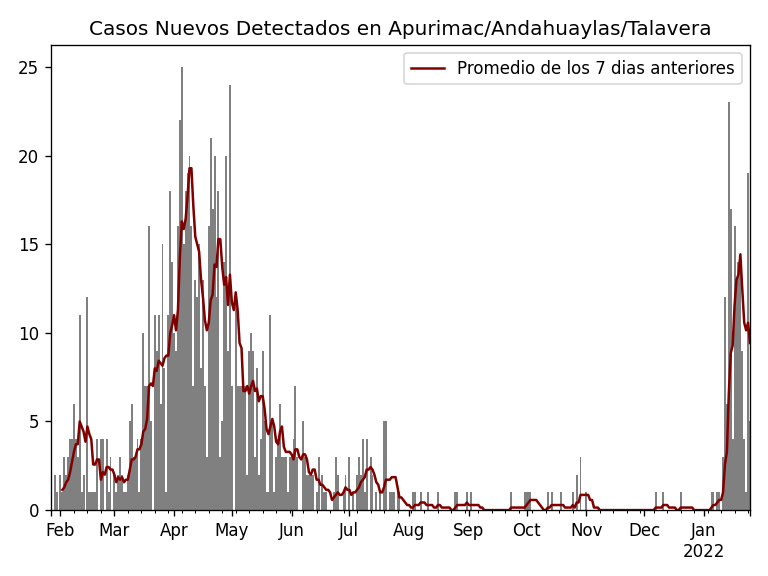 Casos Nuevos Detectados en Apurimac/Andahuaylas/Talavera
Promedio de los 7 dias anteriores
25
20
15
10
5
0
Feb Mar Apr May Jun Jul Aug Sep Oct Nov Dec Jan
2022